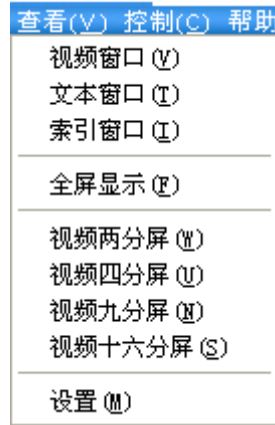 查看(V) 控制(C) 帮助
视频窗口(V)
文本窗口(T)
索引窗口(I)
全屏显示(F)
视频两分屏(W)
视频四分屏(U)
视频九分屏(N)
视频十六分屏(S)
设置(M)